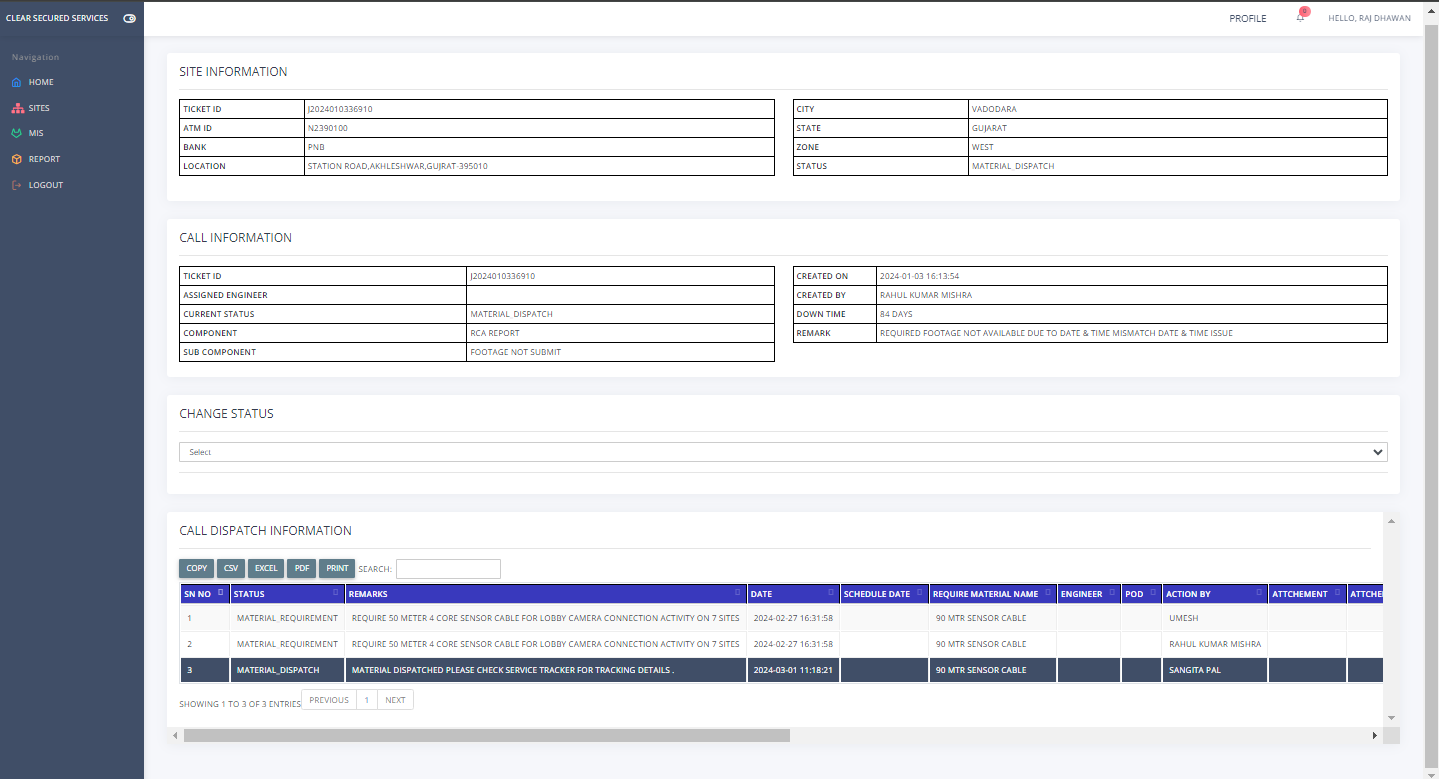 CLEAR SECURED SERVICES
PROFILE
HELLO, RAJ DHAWAN
Navigation
HOME
SITES
MIS
REPORT
LOGOUT
SITE INFORMATION
TICKET ID J2024010336910
ATM ID N2390100
BANK PNB
LOCATION STATION ROAD,AKHLESHWAR,GUJRAT-395010
CITY VADODARA
STATE GUJARAT
ZONE WEST
STATUS MATERIAL_DISPATCH
CALL INFORMATION
TICKET ID J2024010336910
ASSIGNED ENGINEER
CURRENT STATUS MATERIAL_DISPATCH
COMPONENT RCA REPORT
SUB COMPONENT FOOTAGE NOT SUBMIT
CREATED ON 2024-01-03 16:13:54
CREATED BY RAHUL KUMAR MISHRA
DOWN TIME 84 DAYS
REMARK REQUIRED FOOTAGE NOT AVAILABLE DUE TO DATE & TIME MISMATCH DATE & TIME ISSUE
CHANGE STATUS
Select
CALL DISPATCH INFORMATION
COPY CSV EXCEL PDF PRINT SEARCH:
SN NO STATUS REMARKS DATE SCHEDULE DATE REQUIRE MATERIAL NAME ENGINEER POD ACTION BY ATTCHEMENT ATTCHE
1 MATERIAL_REQUIREMENT REQUIRE 50 METER 4 CORE SENSOR CABLE FOR LOBBY CAMERA CONNECTION ACTIVITY ON 7 SITES 2024-02-27 16:31:58 90 MTR SENSOR CABLE UMESH
2 MATERIAL_REQUIREMENT REQUIRE 50 METER 4 CORE SENSOR CABLE FOR LOBBY CAMERA CONNECTION ACTIVITY ON 7 SITES 2024-02-27 16:31:58 90 MTR SENSOR CABLE RAHUL KUMAR MISHRA
3 MATERIAL_DISPATCH MATERIAL DISPATCHED PLEASE CHECK SERVICE TRACKER FOR TRACKING DETAILS . 2024-03-01 11:18:21 90 MTR SENSOR CABLE SANGITA PAL
SHOWING 1 TO 3 OF 3 ENTRIES PREVIOUS 1 NEXT